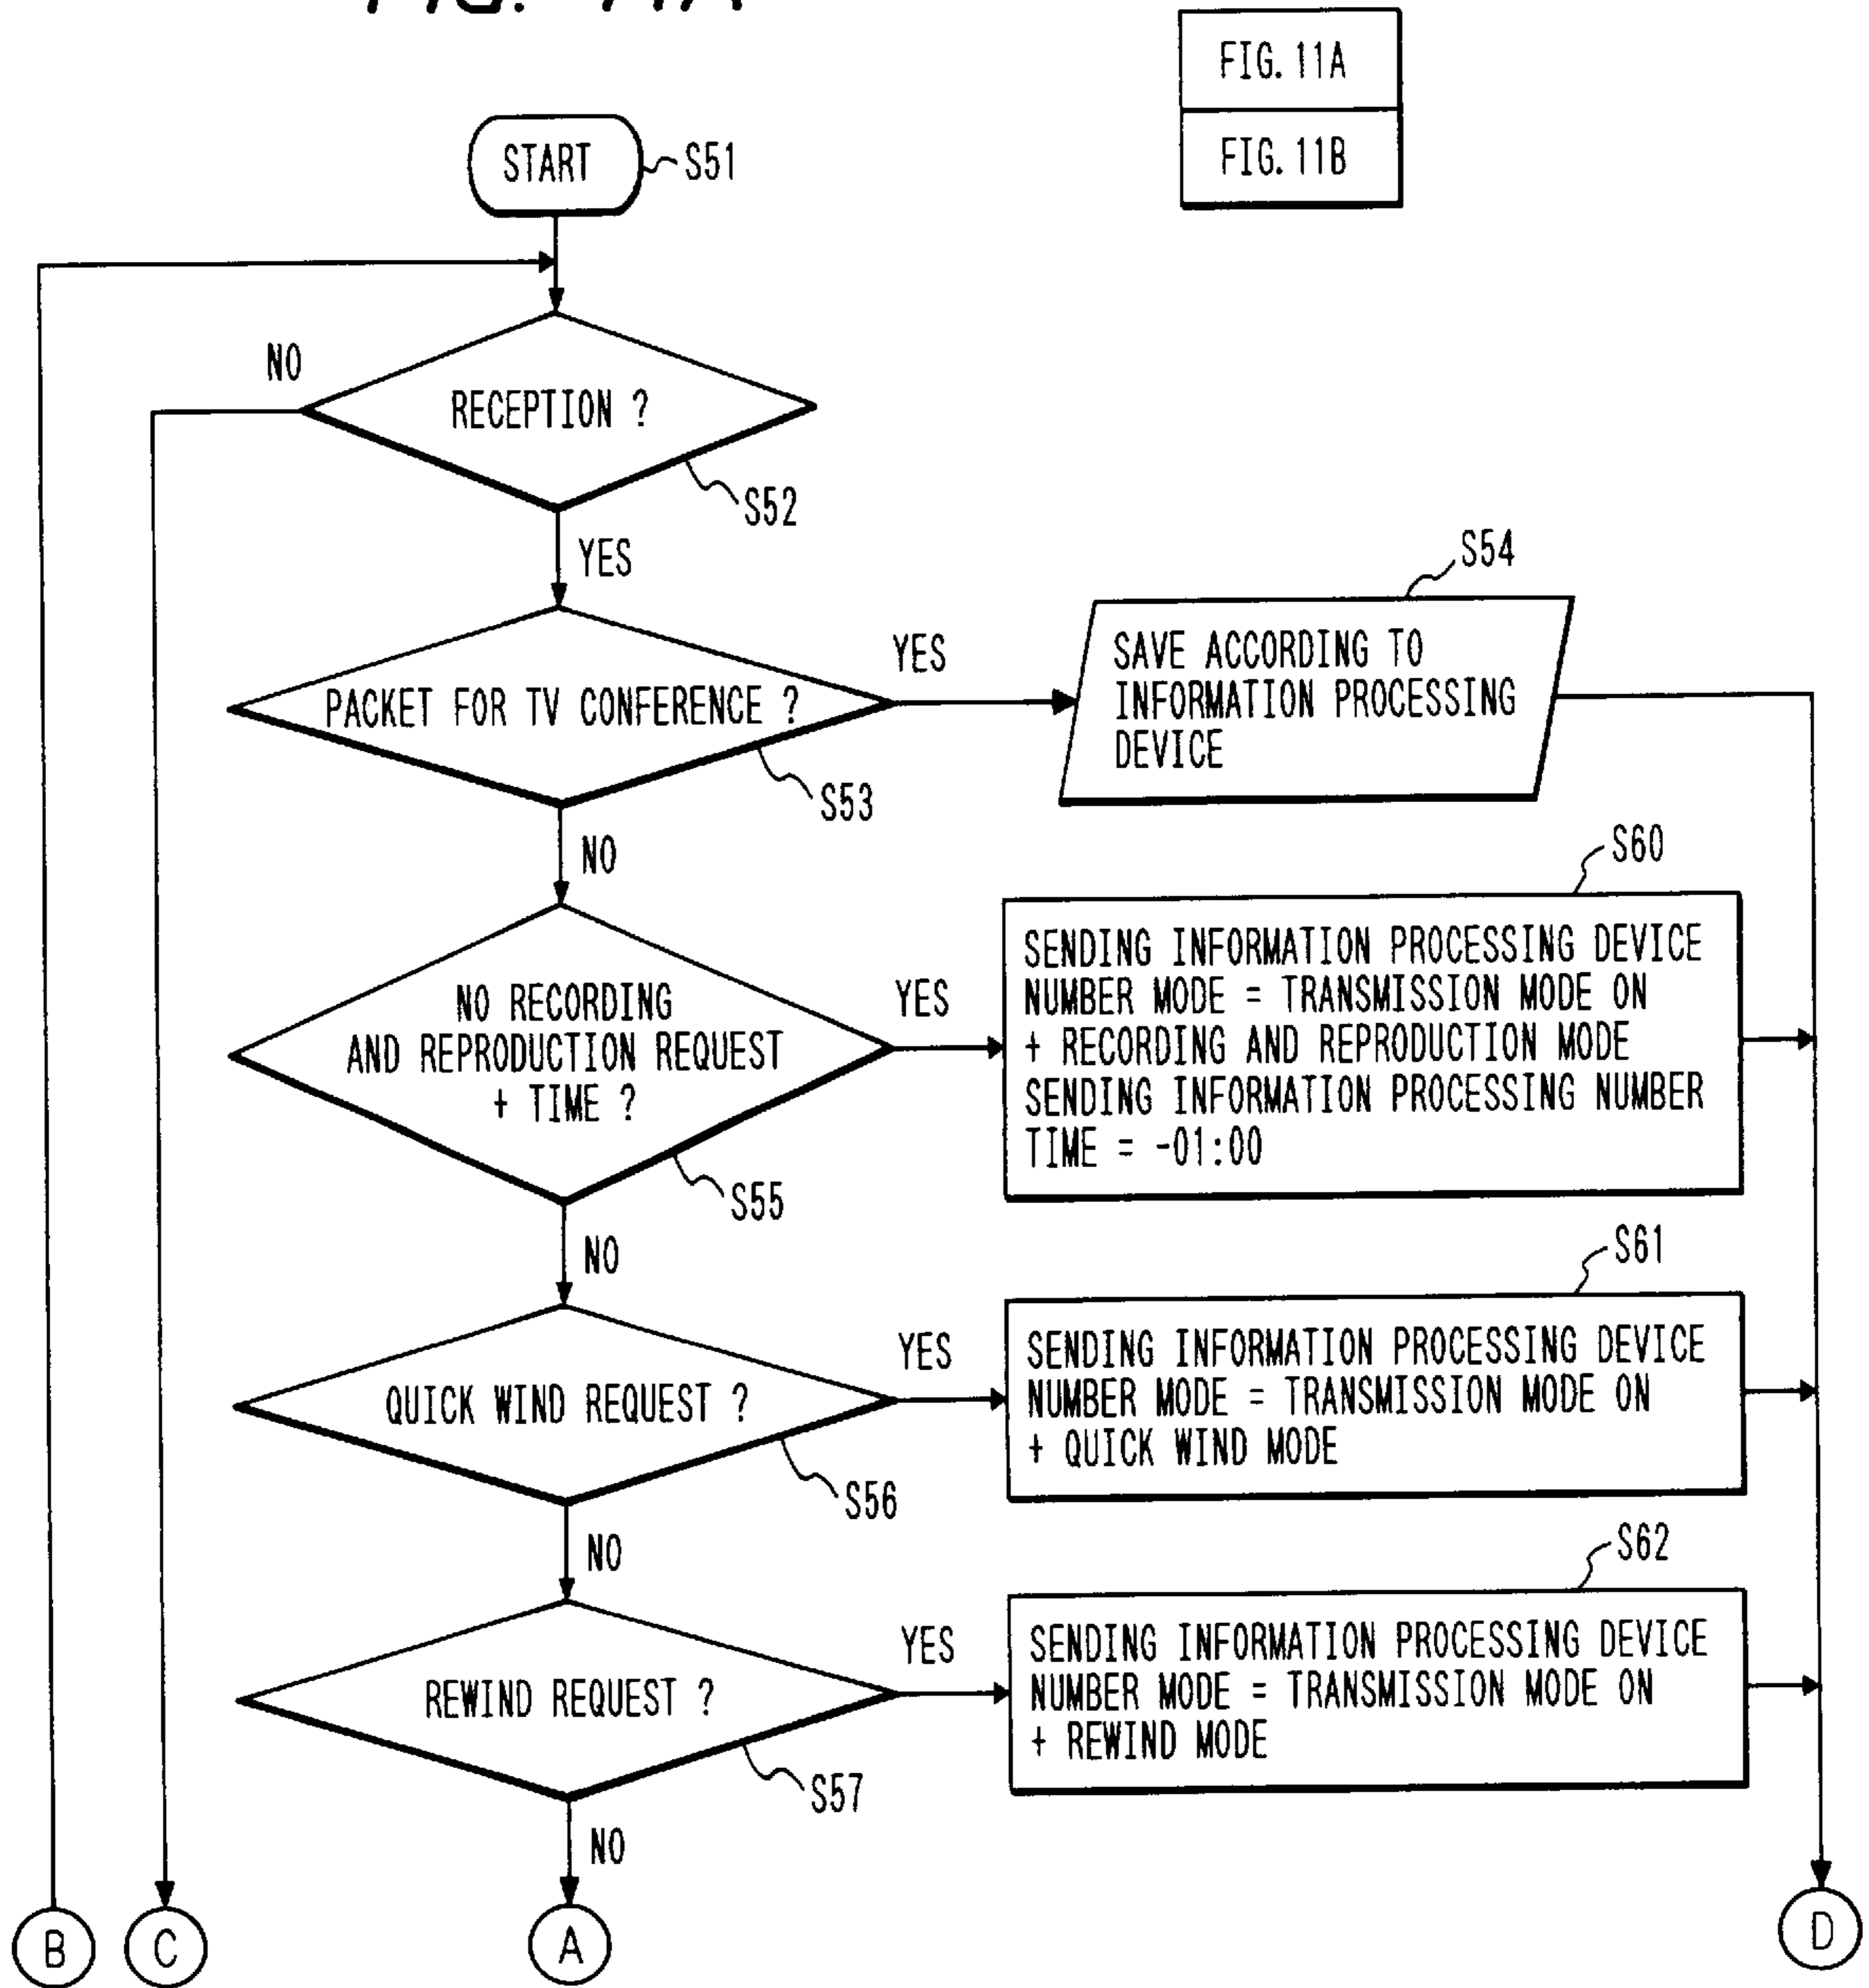 FIG. 11A
FIG. 11A
FIG. 11B
START
S51
NO
RECEPTION ?
S52
YES
S54
YES
SAVE ACCORDING TO
INFORMATION PROCESSING
DEVICE
PACKET FOR TV CONFERENCE ?
S53
NO
S60
NO RECORDING
AND REPRODUCTION REQUEST
+ TIME ?
YES
SENDING INFORMATION PROCESSING DEVICE
NUMBER MODE = TRANSMISSION MODE ON
+ RECORDING AND REPRODUCTION MODE
SENDING INFORMATION PROCESSING NUMBER
TIME = -01:00
S55
NO
S61
QUICK WIND REQUEST ?
YES
SENDING INFORMATION PROCESSING DEVICE
NUMBER MODE = TRANSMISSION MODE ON
+ QUICK WIND MODE
S56
NO
S62
REWIND REQUEST ?
YES
SENDING INFORMATION PROCESSING DEVICE
NUMBER MODE = TRANSMISSION MODE ON
+ REWIND MODE
S57
NO
B
C
A
D